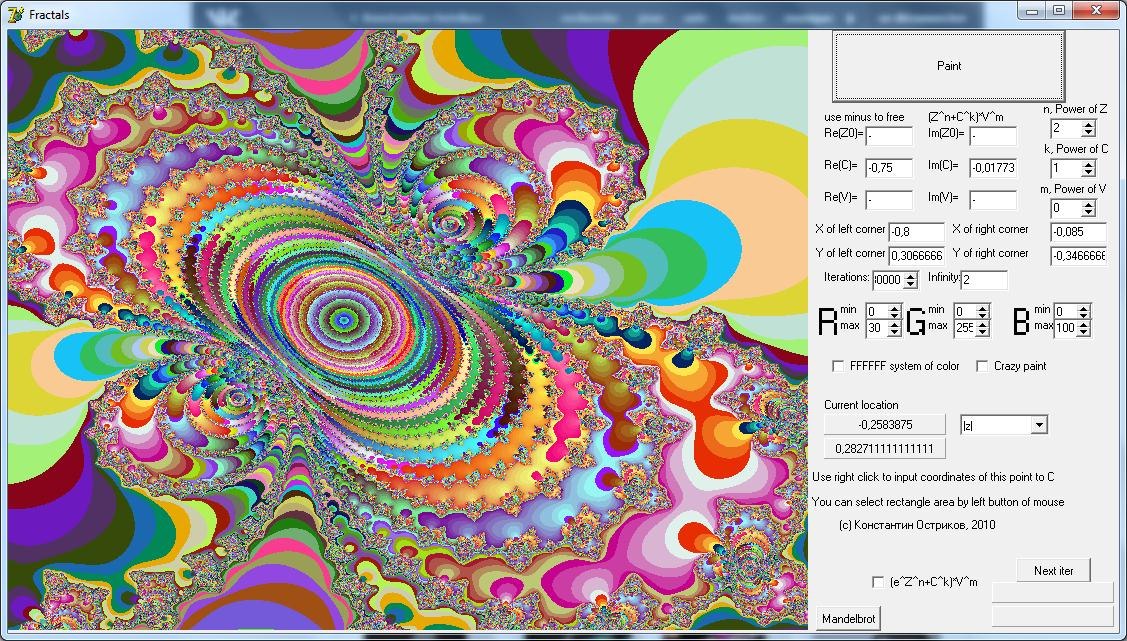 Fractals
Paint
use minus to free (Z^n+C^k)*V^m n, Power of Z
Re(Z0)= - Im(Z0)= - 2
k, Power of C
Re(C)= -0,75 Im(C)= -0,01773 1
m, Power of V
Re(V)= - Im(V)= - 0
X of left corner -0,8 X of right corner -0,085
Y of left corner 0,3066666 Y of right corner -0,3466666
Iterations: 0000 Infinity: 2
R min 0 G min 0 B min 0
max 30 max 255 max 100
FFFFFF system of color Crazy paint
Current location
-0,2583875 |z|
0,282711111111111
Use right click to input coordinates of this point to C
You can select rectangle area by left button of mouse
(c) Константин Остриков, 2010
Next iter
(e^Z^n+C^k)*V^m
Mandelbrot